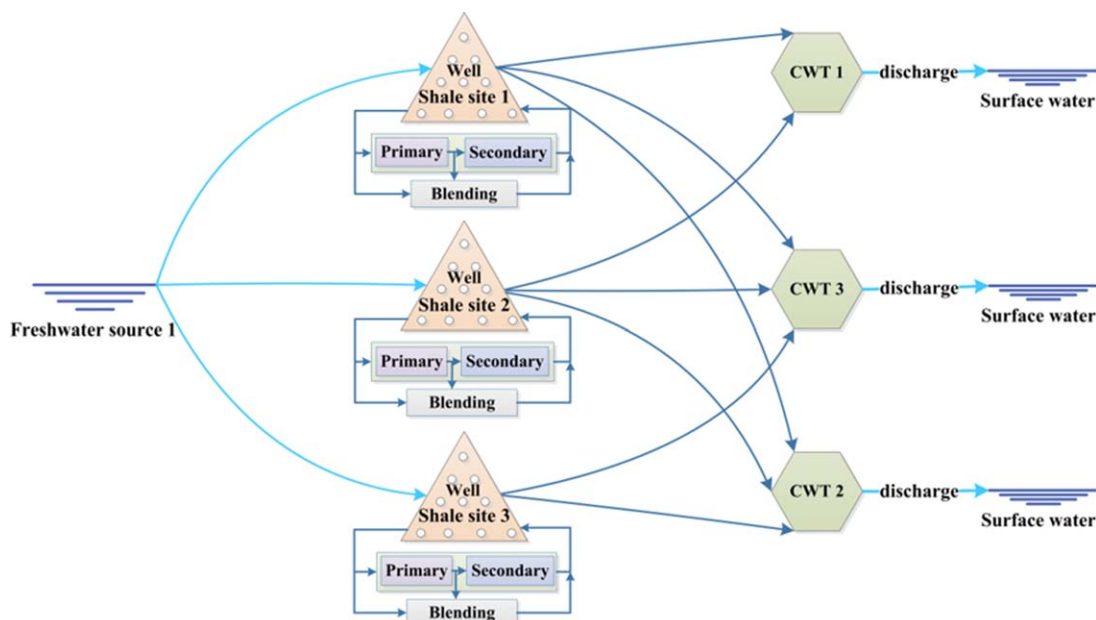 Well
Shale site 1
Primary
Secondary
Blending
CWT 1
discharge
Surface water
Freshwater source 1
Well
Shale site 2
Primary
Secondary
Blending
CWT 3
discharge
Surface water
Well
Shale site 3
Primary
Secondary
Blending
CWT 2
discharge
Surface water